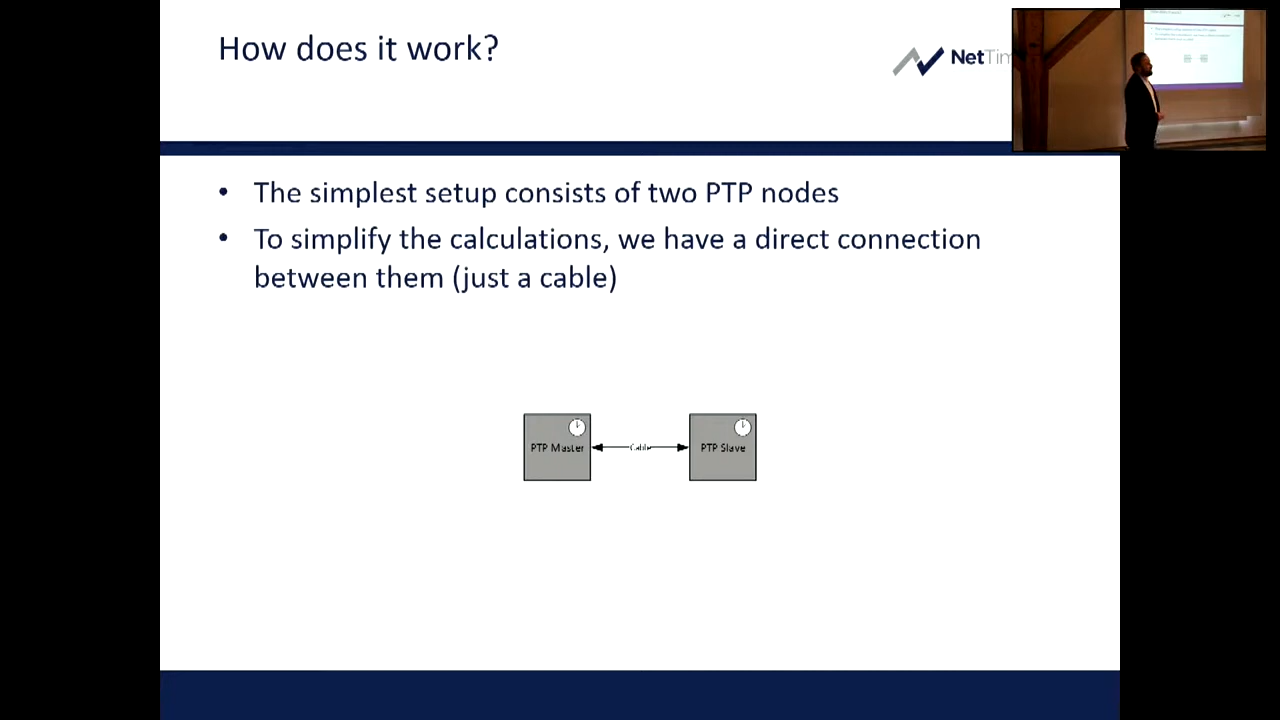 How does it work?
NetTim
• The simplest setup consists of two PTP nodes
• To simplify the calculations, we have a direct connection
between them (just a cable)
PTP Master
Cable
PTP Slave